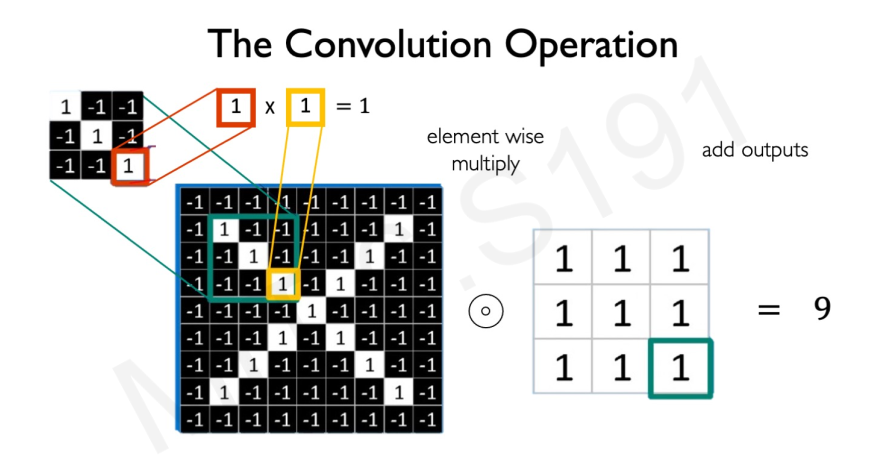 The Convolution Operation
1 -1 -1
-1 1 -1
-1 -1 1
1 x 1 = 1
element wise
multiply
add outputs
-1 -1 -1 -1 -1 -1 -1 -1 -1
-1 1 -1 -1 -1 -1 -1 1 -1
-1 -1 1 -1 -1 -1 1 -1 -1
-1 -1 -1 1 -1 1 -1 -1 -1
-1 -1 -1 -1 1 -1 -1 -1 -1
-1 -1 -1 1 -1 1 -1 -1 -1
-1 -1 1 -1 -1 -1 1 -1 -1
-1 1 -1 -1 -1 -1 -1 1 -1
-1 -1 -1 -1 -1 -1 -1 -1 -1
1 1 1
1 1 1
1 1 1
= 9